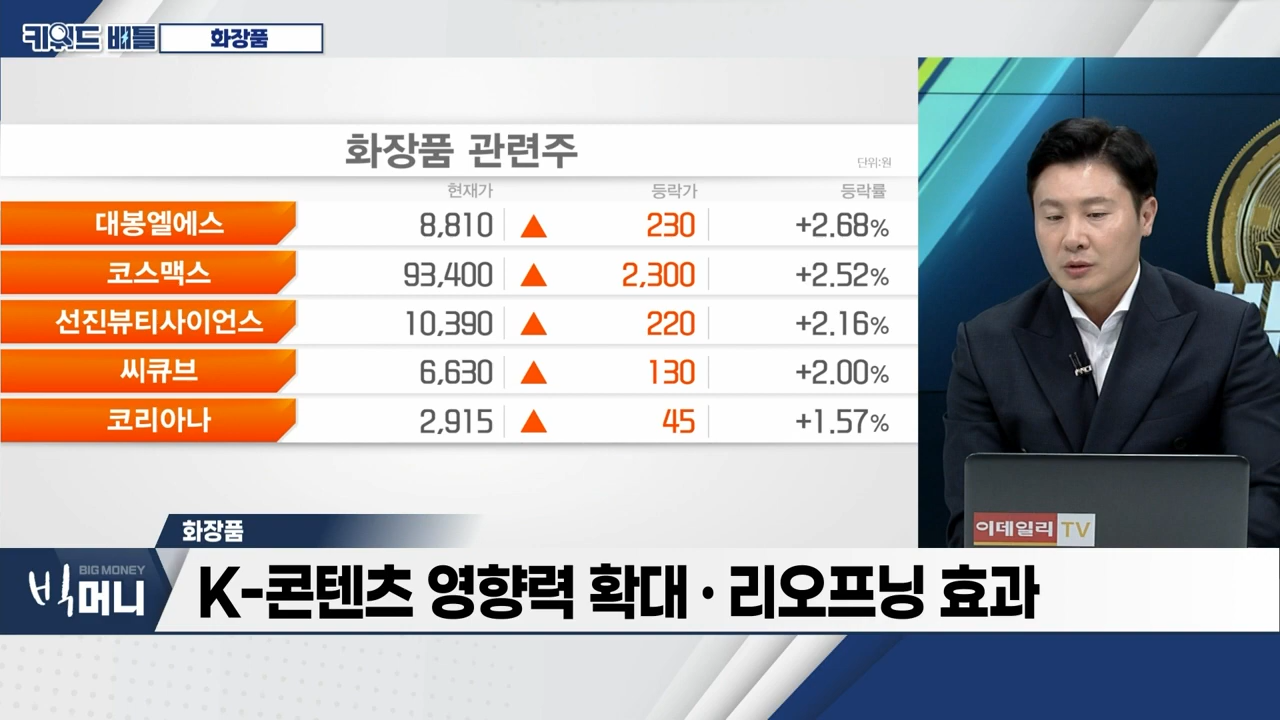 키워드 배틀
화장품
화장품 관련주
단위:원
현재가 등락가 등락률
대봉엘에스 8,810 ▲ 230 +2.68%
코스맥스 93,400 ▲ 2,300 +2.52%
선진뷰티사이언스 10,390 ▲ 220 +2.16%
씨큐브 6,630 ▲ 130 +2.00%
코리아나 2,915 ▲ 45 +1.57%
이데일리TV
화장품
BIG MONEY
빅머니
K-콘텐츠 영향력 확대·리오프닝 효과